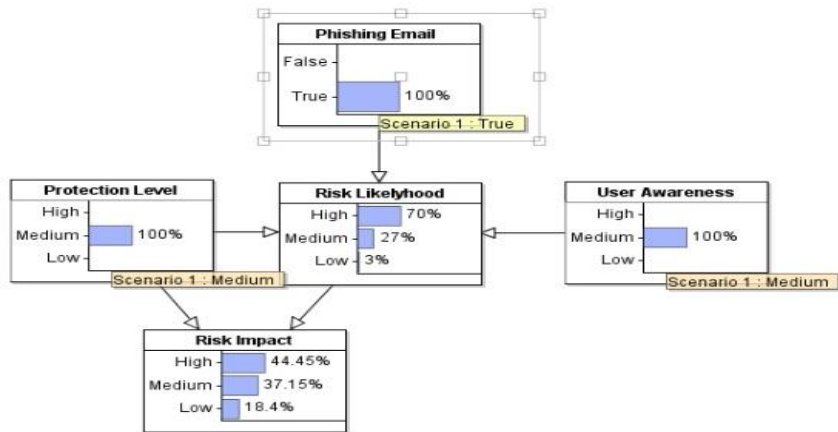 Phishing Email
False
True 100%
Scenario 1 : True
Protection Level
High
Medium 100%
Low
Scenario 1 : Medium
Risk Likelyhood
High 70%
Medium 27%
Low 3%
User Awareness
High
Medium 100%
Low
Scenario 1 : Medium
Risk Impact
High 44.45%
Medium 37.15%
Low 18.4%